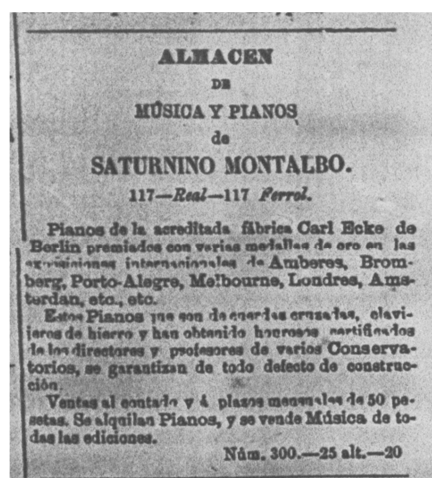 ALMACEN
DE
MÚSICA Y PIANOS
de
SATURNINO MONTALBO.
117—Real—117 Ferrol.
Pianos de la acreditada fábrica Carl Ecke de
Berlin premiados con varias medallas de oro en las
exposiciones internacionales de Amberes, Brom-
berg, Porto-Alegre, Melbourne, Londres, Ams-
terdan, etc., etc.
Estos Pianos que son de cuerdas cruzadas, clavi-
jeros de hierro y han obtenido honrosos certificados
de los directores y profesores de varios Conserva-
torios, se garantizan de todo defecto de construc-
ción.
Ventas al contado y á plazos mensuales de 50 pe-
setas. Se alquilan Pianos, y se vende Música de to-
das las ediciones.
Núm. 300.—25 alt.—20